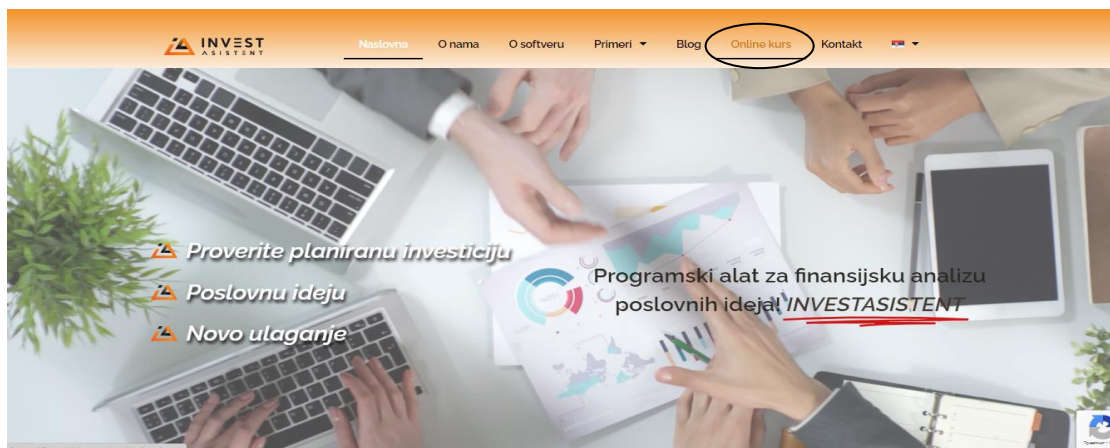 INVEST
ASISTENT
Naslovna O nama O softveru Primeri Blog Online kurs Kontakt
Proverite planiranu investiciju
Poslovnu ideju
Novo ulaganje
Programski alat za finansijsku analizu
poslovnih ideja! INVESTASISTENT